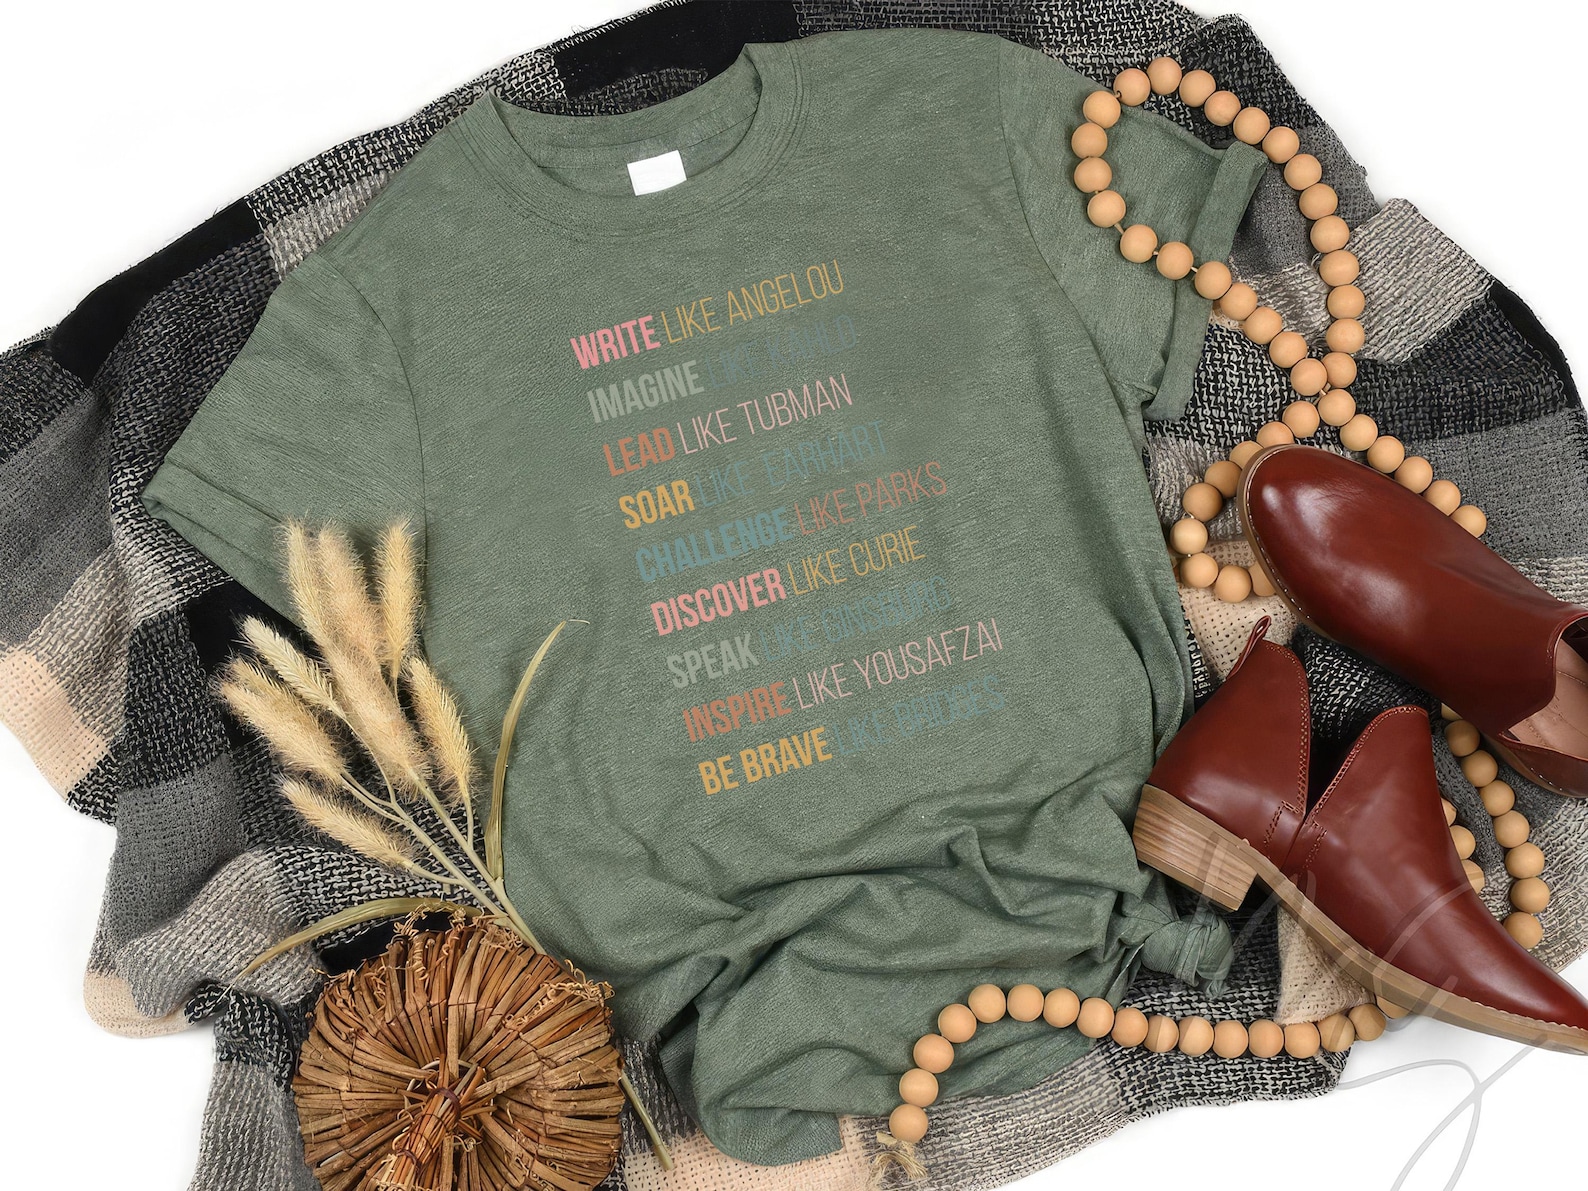 WRITE LIKE ANGELOU
IMAGINE LIKE KAHLO
LEAD LIKE TUBMAN
SOAR LIKE EARHART
CHALLENGE LIKE PARKS
DISCOVER LIKE CURIE
SPEAK LIKE GINSBURG
INSPIRE LIKE YOUSAFZAI
BE BRAVE LIKE BRIDGES